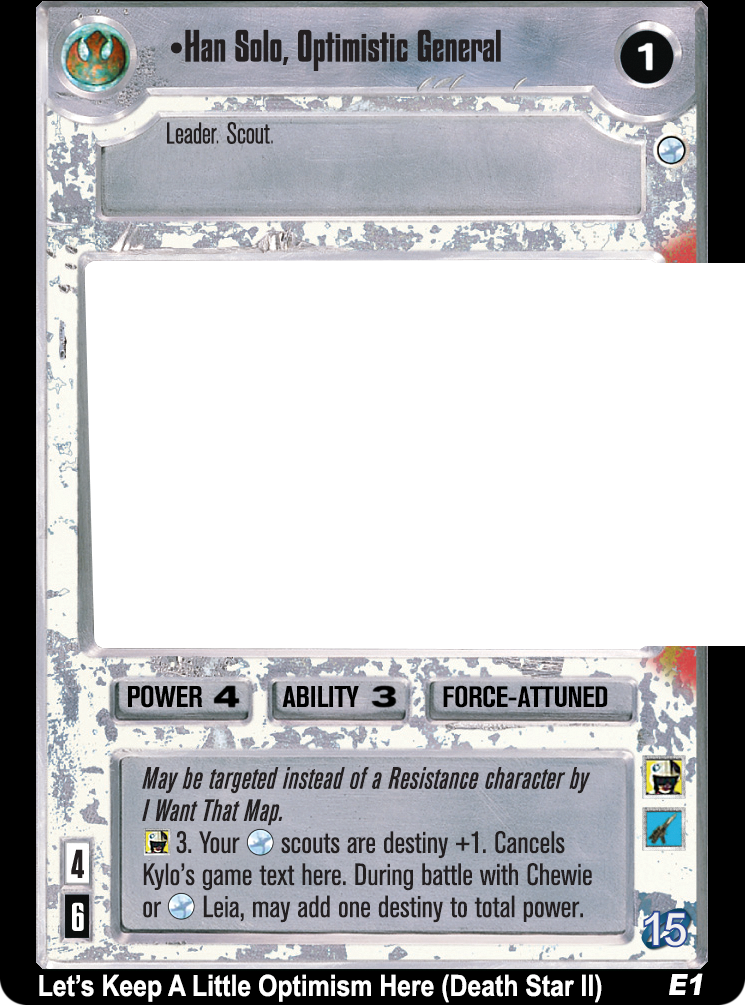 •Han Solo, Optimistic General
1
Leader. Scout.
POWER 4 ABILITY 3 FORCE-ATTUNED
May be targeted instead of a Resistance character by
I Want That Map.
3. Your scouts are destiny +1. Cancels
Kylo's game text here. During battle with Chewie
or Leia, may add one destiny to total power.
4
6
15
Let's Keep A Little Optimism Here (Death Star II) E1